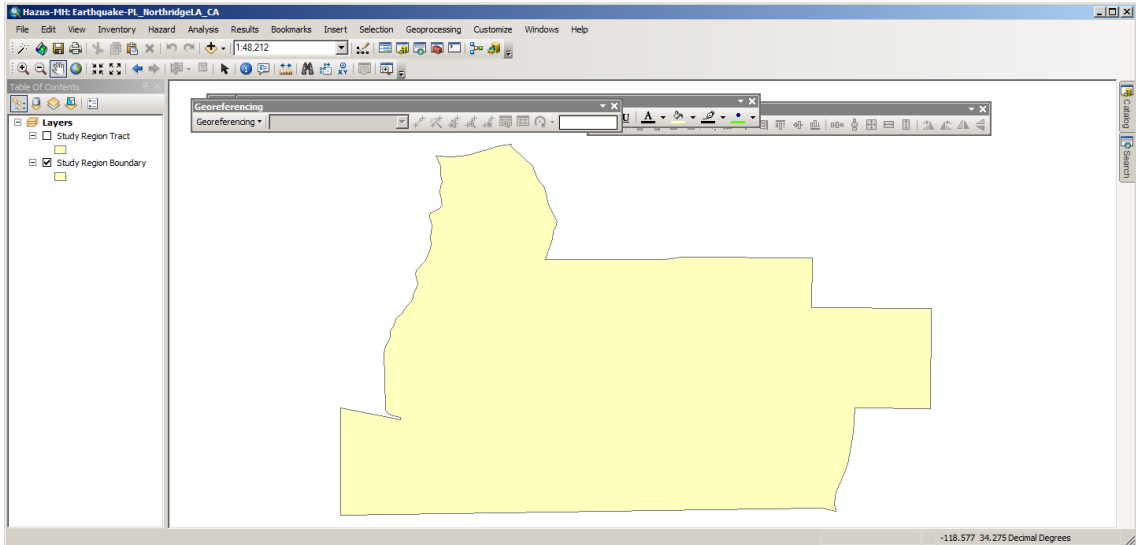 Hazus-MH: Earthquake-PL_NorthridgeLA_CA
File Edit View Inventory Hazard Analysis Results Bookmarks Insert Selection Geoprocessing Customize Windows Help
1:48,212
Table Of Contents
Georeferencing
Georeferencing
U A
Layers
Study Region Tract
Study Region Boundary
Catalog
Search
-118.577 34.275 Decimal Degrees